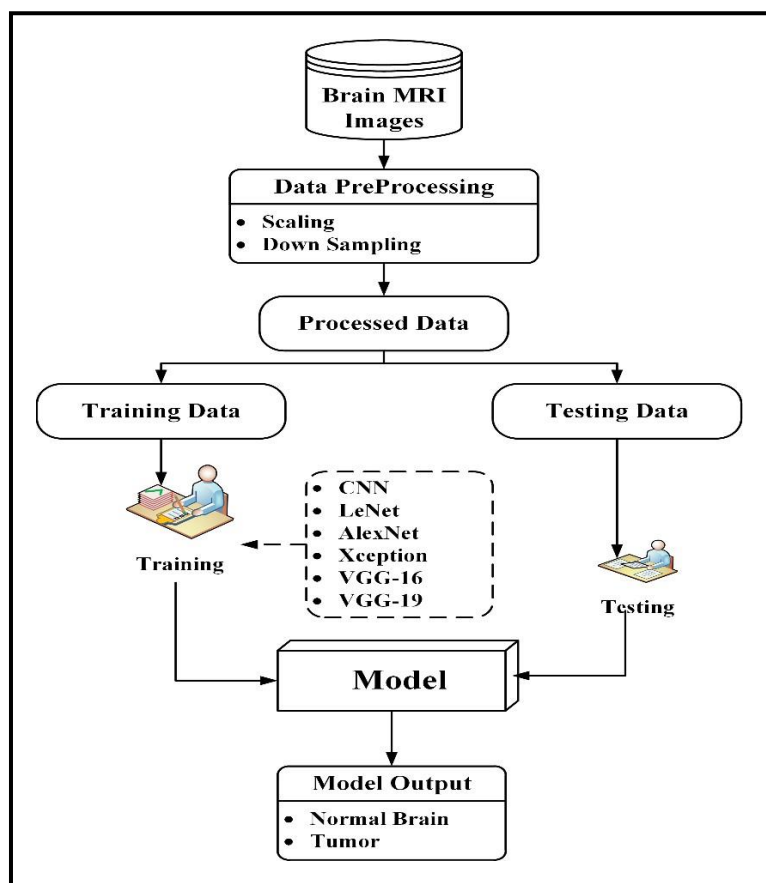 Brain MRI
Images
Data PreProcessing
• Scaling
• Down Sampling
Processed Data
Training Data
Testing Data
• CNN
• LeNet
• AlexNet
• Xception
• VGG-16
• VGG-19
Training
Testing
Model
Model Output
• Normal Brain
• Tumor